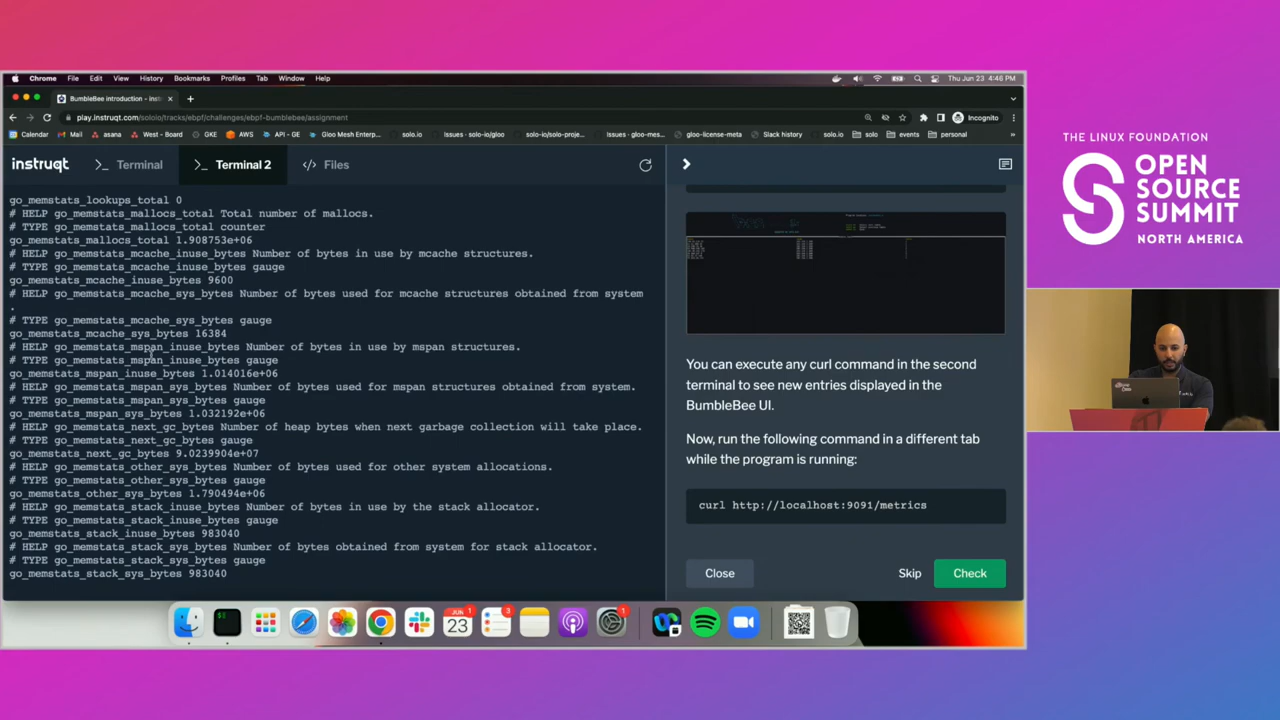 Chrome File Edit View History Bookmarks Profiles Tab Window Help
Thu Jun 23 4:46 PM
BumbleBee introduction - inst
play.instruqt.com/soloio/tracks/ebpf/challenges/ebpf-bumblebee/assignment
Incognito
Calendar Mail asana West - Board GKE AWS API - GE Gloo Mesh Enterpr... solo.io Issues · solo-io/gloo solo-io/solo-proje... Issues · gloo-mes... gloo-license-meta Slack history solo.io solo events personal
instruqt >_ Terminal >_ Terminal 2 </> Files
go_memstats_lookups_total 0
# HELP go_memstats_mallocs_total Total number of mallocs.
# TYPE go_memstats_mallocs_total counter
go_memstats_mallocs_total 1.908753e+06
# HELP go_memstats_mcache_inuse_bytes Number of bytes in use by mcache structures.
# TYPE go_memstats_mcache_inuse_bytes gauge
go_memstats_mcache_inuse_bytes 9600
# HELP go_memstats_mcache_sys_bytes Number of bytes used for mcache structures obtained from system
.
# TYPE go_memstats_mcache_sys_bytes gauge
go_memstats_mcache_sys_bytes 16384
# HELP go_memstats_mspan_inuse_bytes Number of bytes in use by mspan structures.
# TYPE go_memstats_mspan_inuse_bytes gauge
go_memstats_mspan_inuse_bytes 1.014016e+06
# HELP go_memstats_mspan_sys_bytes Number of bytes used for mspan structures obtained from system.
# TYPE go_memstats_mspan_sys_bytes gauge
go_memstats_mspan_sys_bytes 1.032192e+06
# HELP go_memstats_next_gc_bytes Number of heap bytes when next garbage collection will take place.
# TYPE go_memstats_next_gc_bytes gauge
go_memstats_next_gc_bytes 9.0239904e+07
# HELP go_memstats_other_sys_bytes Number of bytes used for other system allocations.
# TYPE go_memstats_other_sys_bytes gauge
go_memstats_other_sys_bytes 1.790494e+06
# HELP go_memstats_stack_inuse_bytes Number of bytes in use by the stack allocator.
# TYPE go_memstats_stack_inuse_bytes gauge
go_memstats_stack_inuse_bytes 983040
# HELP go_memstats_stack_sys_bytes Number of bytes obtained from system for stack allocator.
# TYPE go_memstats_stack_sys_bytes gauge
go_memstats_stack_sys_bytes 983040
You can execute any curl command in the second
terminal to see new entries displayed in the
BumbleBee UI.
Now, run the following command in a different tab
while the program is running:
curl http://localhost:9091/metrics
Close Skip Check
JUN
23
1
3
1
THE LINUX FOUNDATION
OPEN
SOURCE
SUMMIT
NORTH AMERICA